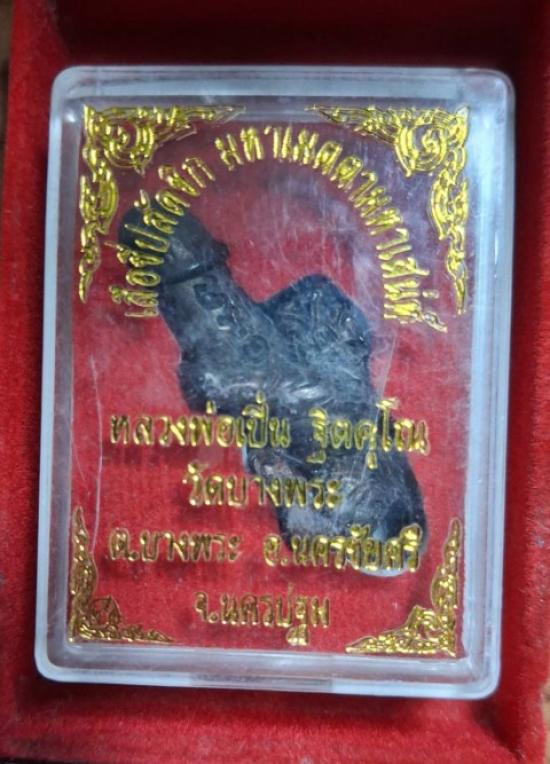 เสือขี่ปลัดขิก มหาเมตตามหาเสน่ห์
หลวงพ่อเปิ่น ฐิตคุโณ
วัดบางพระ
ต.บางพระ อ.นครชัยศรี
จ.นครปฐม